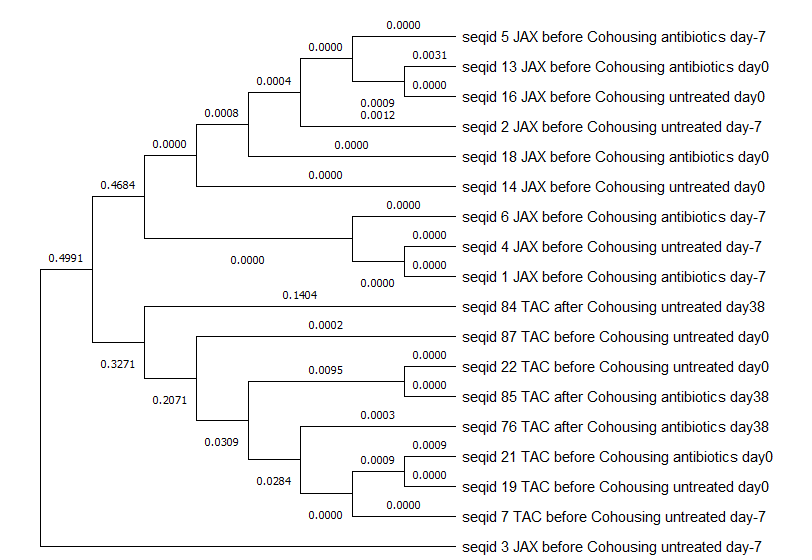 0.0000
0.0000 seqid 5 JAX before Cohousing antibiotics day-7
0.0031
0.0004 seqid 13 JAX before Cohousing antibiotics day0
0.0000
0.0009 seqid 16 JAX before Cohousing untreated day0
0.0008 0.0012
seqid 2 JAX before Cohousing untreated day-7
0.0000 0.0000
seqid 18 JAX before Cohousing antibiotics day0
0.0000
0.4684 seqid 14 JAX before Cohousing untreated day0
0.0000
seqid 6 JAX before Cohousing antibiotics day-7
0.0000
seqid 4 JAX before Cohousing untreated day-7
0.4991 0.0000 0.0000
0.0000 seqid 1 JAX before Cohousing antibiotics day-7
0.1404
seqid 84 TAC after Cohousing untreated day38
0.0002
seqid 87 TAC before Cohousing untreated day0
0.0000
0.3271 0.0095 seqid 22 TAC before Cohousing untreated day0
0.0000
0.2071 seqid 85 TAC after Cohousing antibiotics day38
0.0003
seqid 76 TAC after Cohousing antibiotics day38
0.0309 0.0009
0.0009 seqid 21 TAC before Cohousing antibiotics day0
0.0284 0.0000
seqid 19 TAC before Cohousing untreated day0
0.0000
0.0000 seqid 7 TAC before Cohousing untreated day-7
seqid 3 JAX before Cohousing untreated day-7